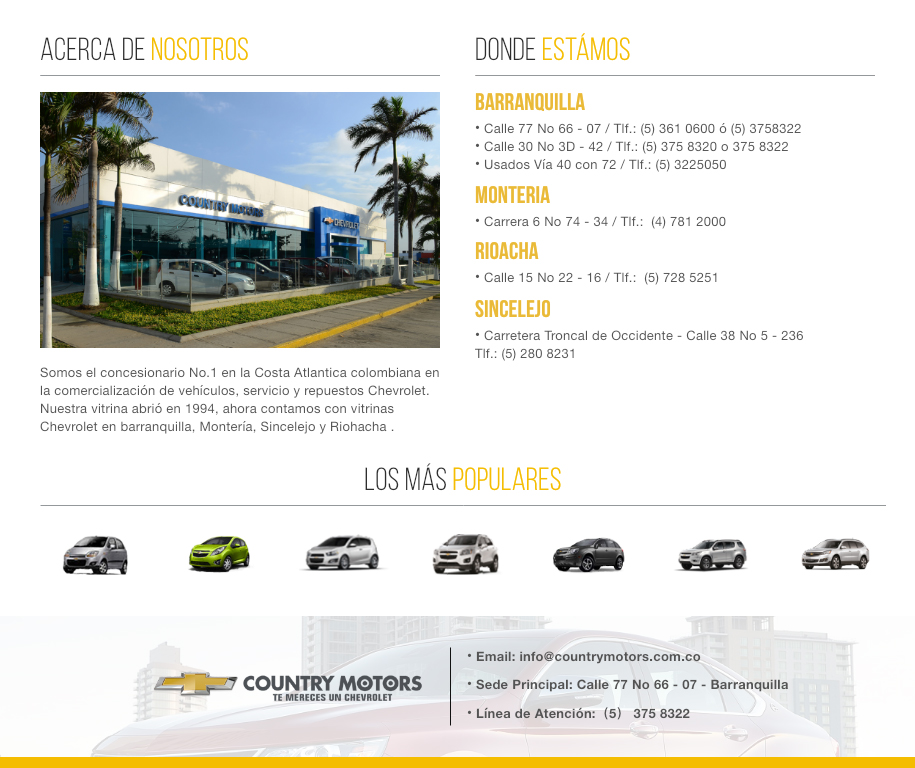 ACERCA DE NOSOTROS
COUNTRY MOTORS
CHEVROLET
Somos el concesionario No.1 en la Costa Atlantica colombiana en
la comercialización de vehículos, servicio y repuestos Chevrolet.
Nuestra vitrina abrió en 1994, ahora contamos con vitrinas
Chevrolet en barranquilla, Montería, Sincelejo y Riohacha .
DONDE ESTÁMOS
BARRANQUILLA
• Calle 77 No 66 - 07 / Tlf.: (5) 361 0600 ó (5) 3758322
• Calle 30 No 3D - 42 / Tlf.: (5) 375 8320 o 375 8322
• Usados Vía 40 con 72 / Tlf.: (5) 3225050
MONTERIA
• Carrera 6 No 74 - 34 / Tlf.:  (4) 781 2000
RIOACHA
• Calle 15 No 22 - 16 / Tlf.:  (5) 728 5251
SINCELEJO
• Carretera Troncal de Occidente - Calle 38 No 5 - 236
Tlf.: (5) 280 8231
LOS MÁS POPULARES
COUNTRY MOTORS
TE MERECES UN CHEVROLET
• Email: info@countrymotors.com.co
• Sede Principal: Calle 77 No 66 - 07 - Barranquilla
• Línea de Atención:  (5)   375 8322